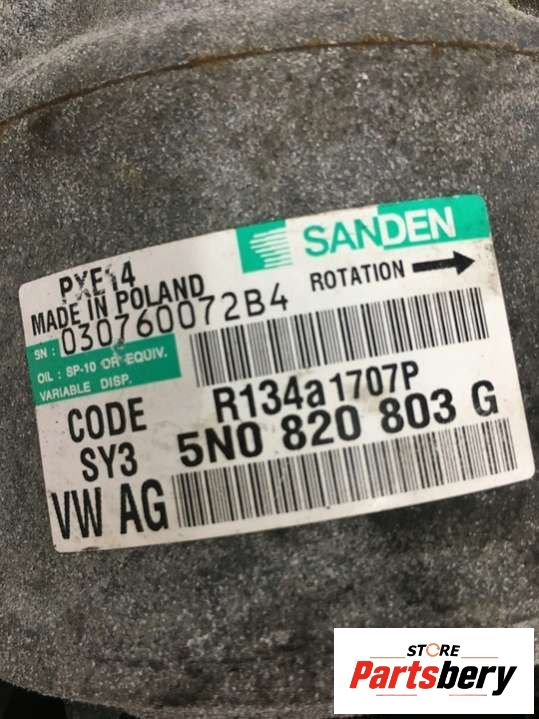 SANDEN
PXE14
MADE IN POLAND
ROTATION
SN: 030760072B4
OIL : SP-10 OR EQUIV.
VARIABLE DISP.
R134a1707P
CODE
5N0 820 803 G
SY3
VW AG
STORE
Partsbery